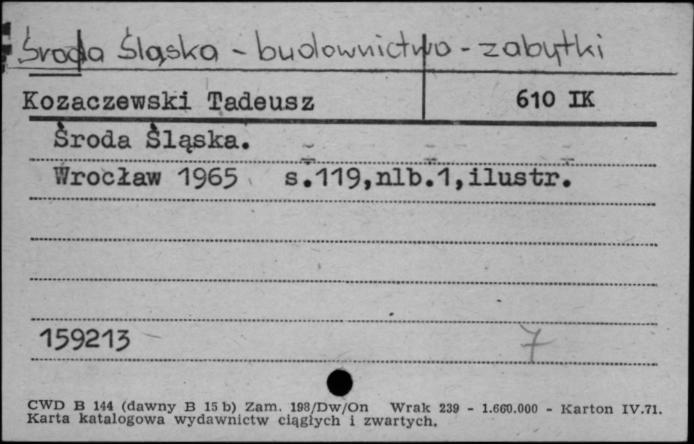 Środa Śląska - budownictwo - zabytki
Kozaczewski Tadeusz 610 IK
Środa Śląska.
Wrocław 1965 s.119,nlb.1,ilustr.
159213 7
CWD B 144 (dawny B 15 b) Zam. 198/Dw/On Wrak 239 - 1.660.000 - Karton IV.71.
Karta katalogowa wydawnictw ciągłych i zwartych.